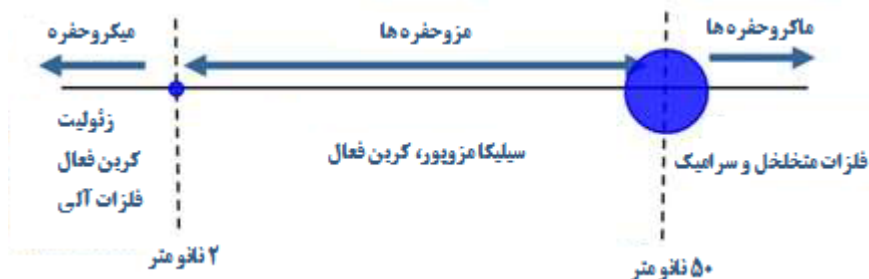 ماکروحفره ها
مزوحفره ها
میکروحفره
زئولیت
کربن فعال
فلزات آلی
سیلیکا مزوپور، کربن فعال
فلزات متخلخل و سرامیک
۲ نانو متر
۵۰ نانو متر